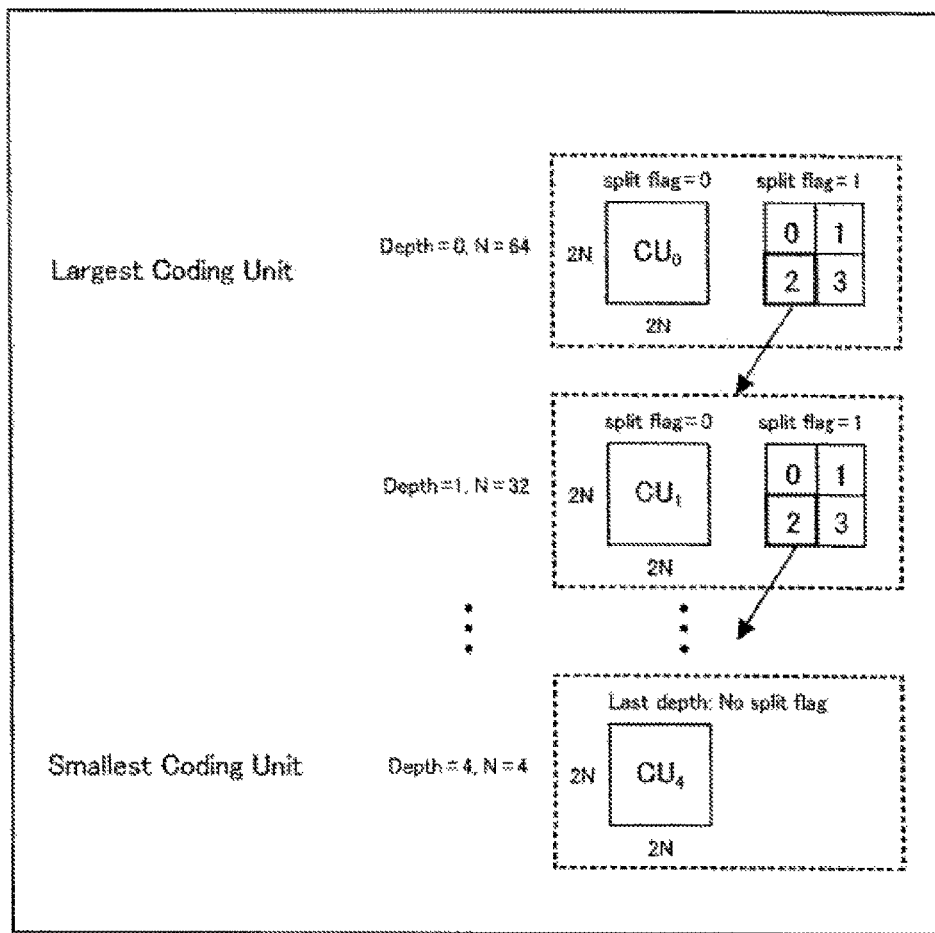 split flag=0 split flag=1
Largest Coding Unit Depth=0, N=64 2N CU0 0 1
2 3
2N
split flag=0 split flag=1
Depth=1, N=32 2N CU1 0 1
2 3
2N
Last depth: No split flag
Smallest Coding Unit Depth=4, N=4 2N CU4
2N